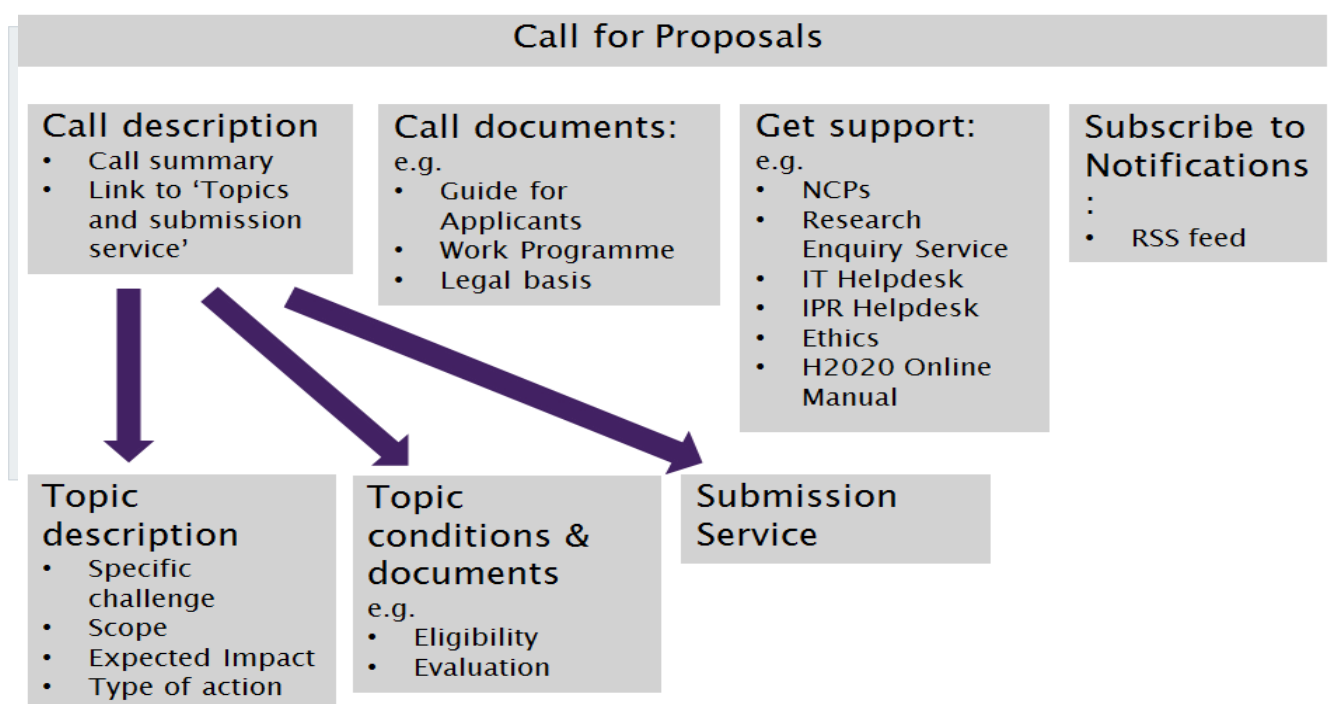 Call for Proposals
Call description
• Call summary
• Link to ‘Topics
and submission
service’
Call documents:
e.g.
• Guide for
Applicants
• Work Programme
• Legal basis
Get support:
e.g.
• NCPs
• Research
Enquiry Service
• IT Helpdesk
• IPR Helpdesk
• Ethics
• H2020 Online
Manual
Subscribe to
Notifications
:
• RSS feed
Topic
description
• Specific
challenge
• Scope
• Expected Impact
• Type of action
Topic
conditions &
documents
e.g.
• Eligibility
• Evaluation
Submission
Service